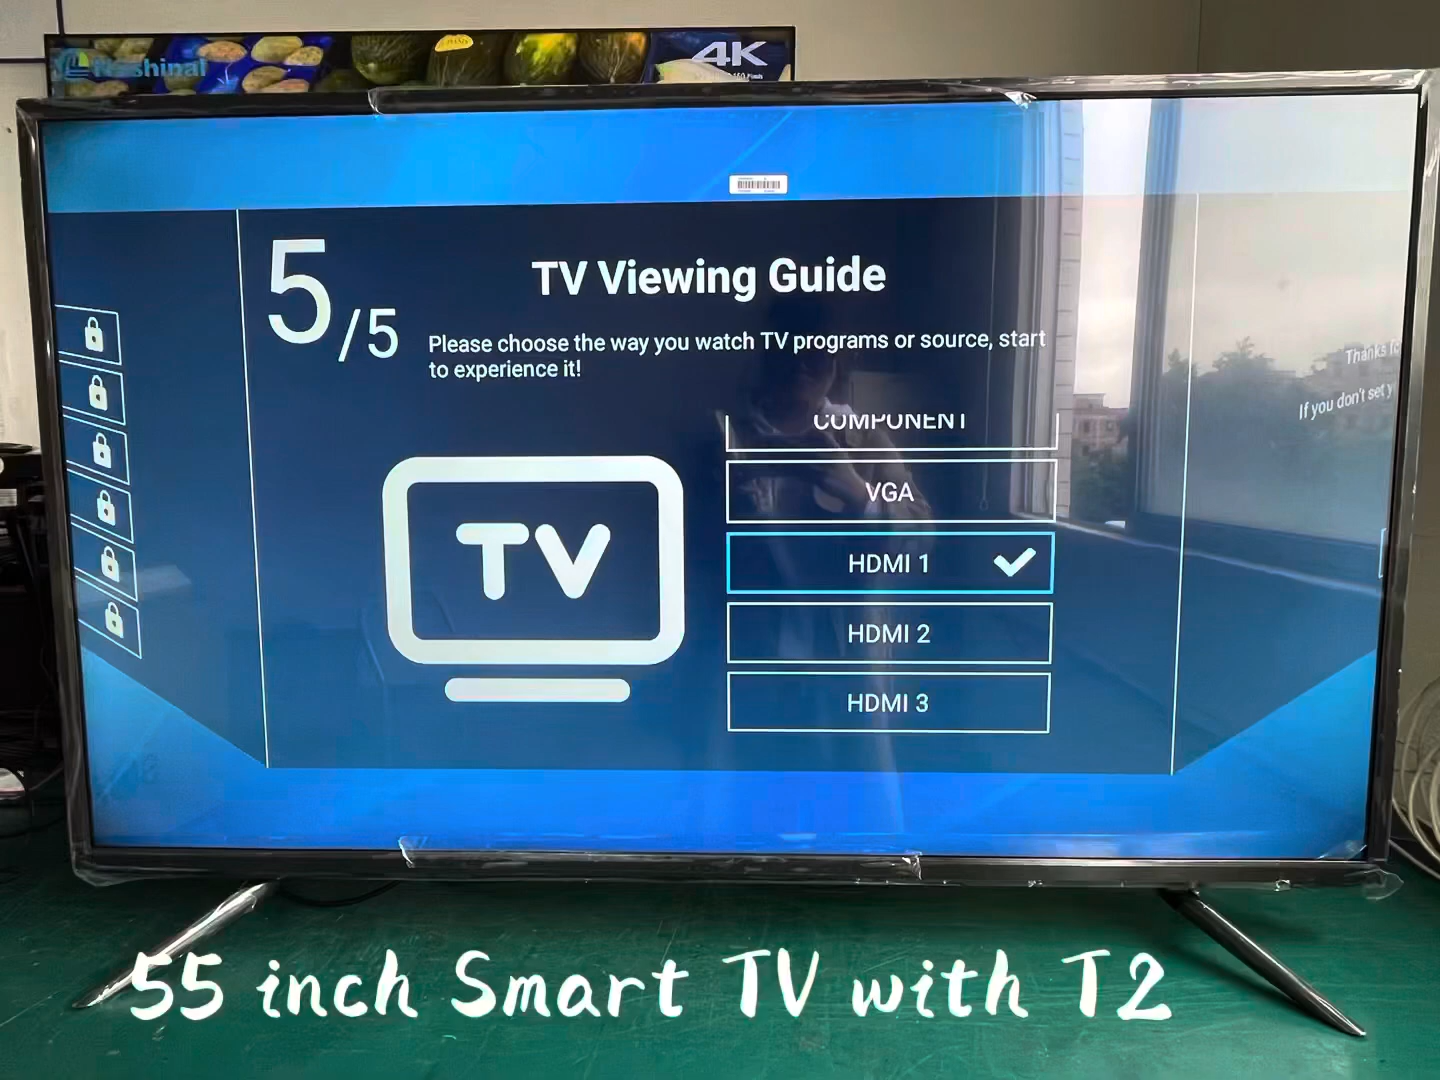 4K
5/5
TV Viewing Guide
Please choose the way you watch TV programs or source, start
to experience it!
COMPONENT
VGA
HDMI 1
HDMI 2
HDMI 3
TV
Thanks
If you don't set
55 inch Smart TV with T2